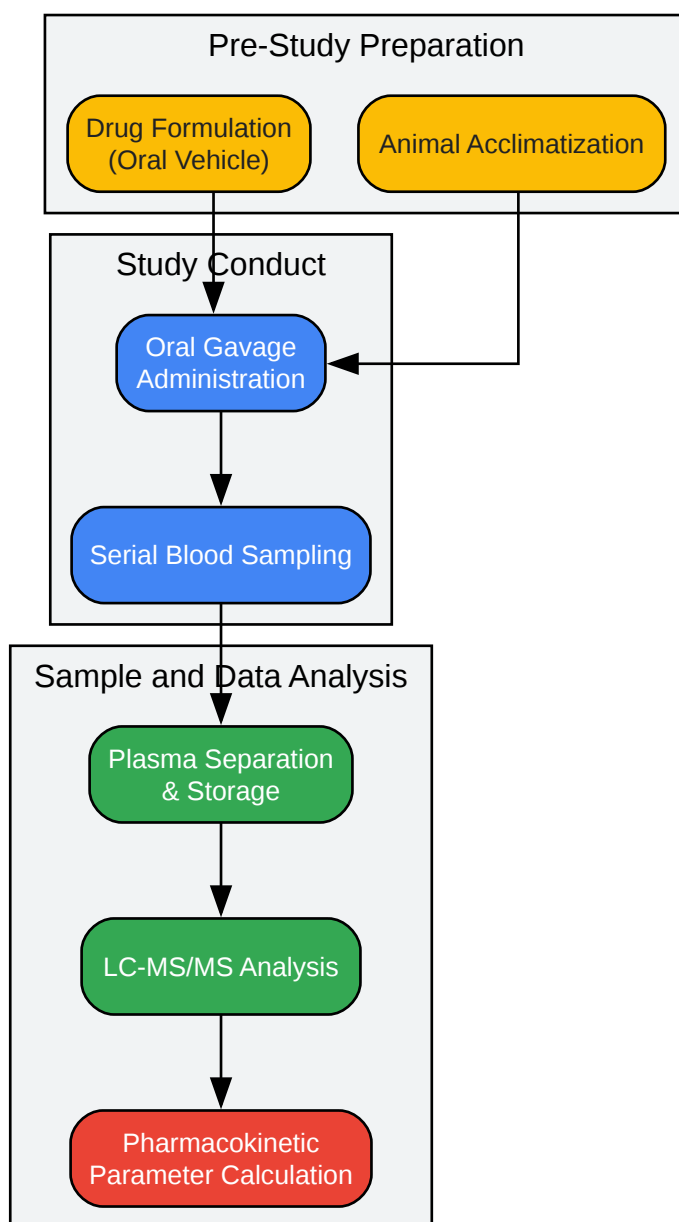 Pre-Study Preparation
Drug Formulation
(Oral Vehicle)
Animal Acclimatization
Study Conduct
Oral Gavage
Administration
Serial Blood Sampling
Sample and Data Analysis
Plasma Separation
& Storage
LC-MS/MS Analysis
Pharmacokinetic
Parameter Calculation